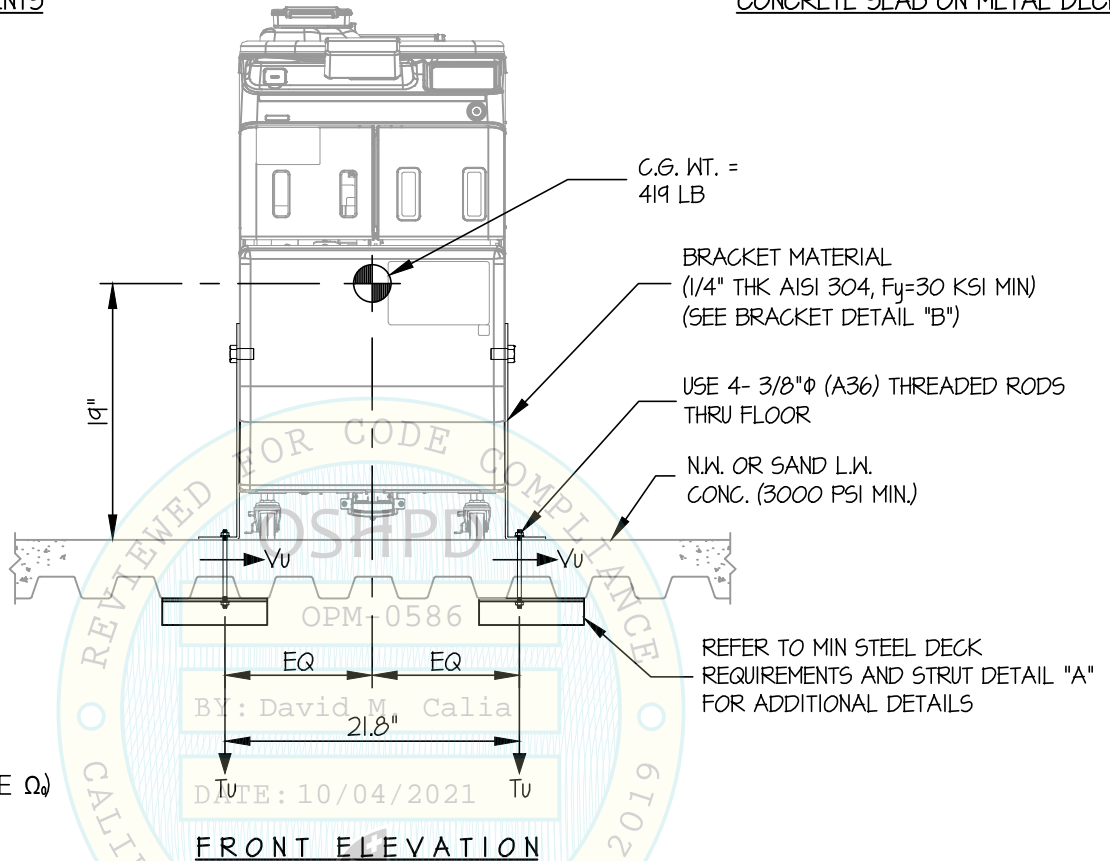 CONCRETE SLAB ON METAL DECK
C.G. WT. =
419 LB
BRACKET MATERIAL
(1/4" THK AISI 304, Fy=30 KSI MIN)
(SEE BRACKET DETAIL "B")
USE 4- 3/8"Φ (A36) THREADED RODS
THRU FLOOR
N.W. OR SAND L.W.
CONC. (3000 PSI MIN.)
19"
REVIEWED FOR CODE COMPLIANCE
OSHPD
Vu
Vu
OPM-0586
EQ
EQ
REFER TO MIN STEEL DECK
REQUIREMENTS AND STRUT DETAIL "A"
FOR ADDITIONAL DETAILS
BY: David M. Calia
21.8"
Tu
Tu
DATE: 10/04/2021
2019
FRONT ELEVATION